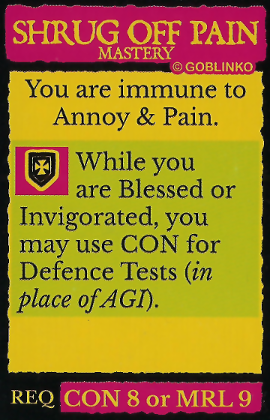 SHRUG OFF PAIN
MASTERY
© GOBLINKO
You are immune to
Annoy & Pain.
While you
are Blessed or
Invigorated, you
may use CON for
Defence Tests (in
place of AGI).
REQ CON 8 or MRL 9